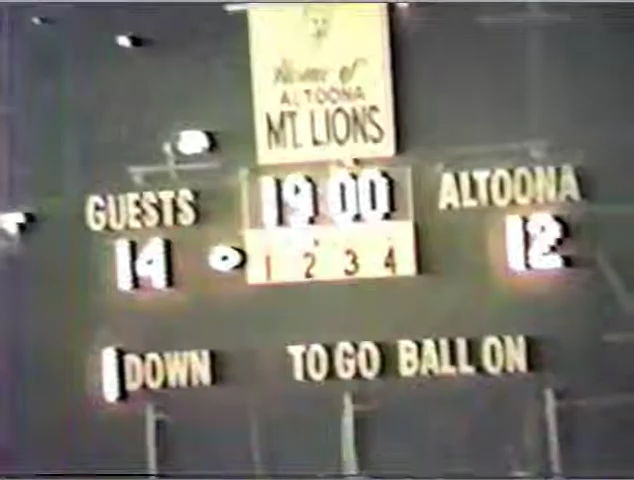 Home of
ALTOONA
MT. LIONS
GUESTS 19 00 ALTOONA
14 1 2 3 4 12
1 DOWN TO GO BALL ON